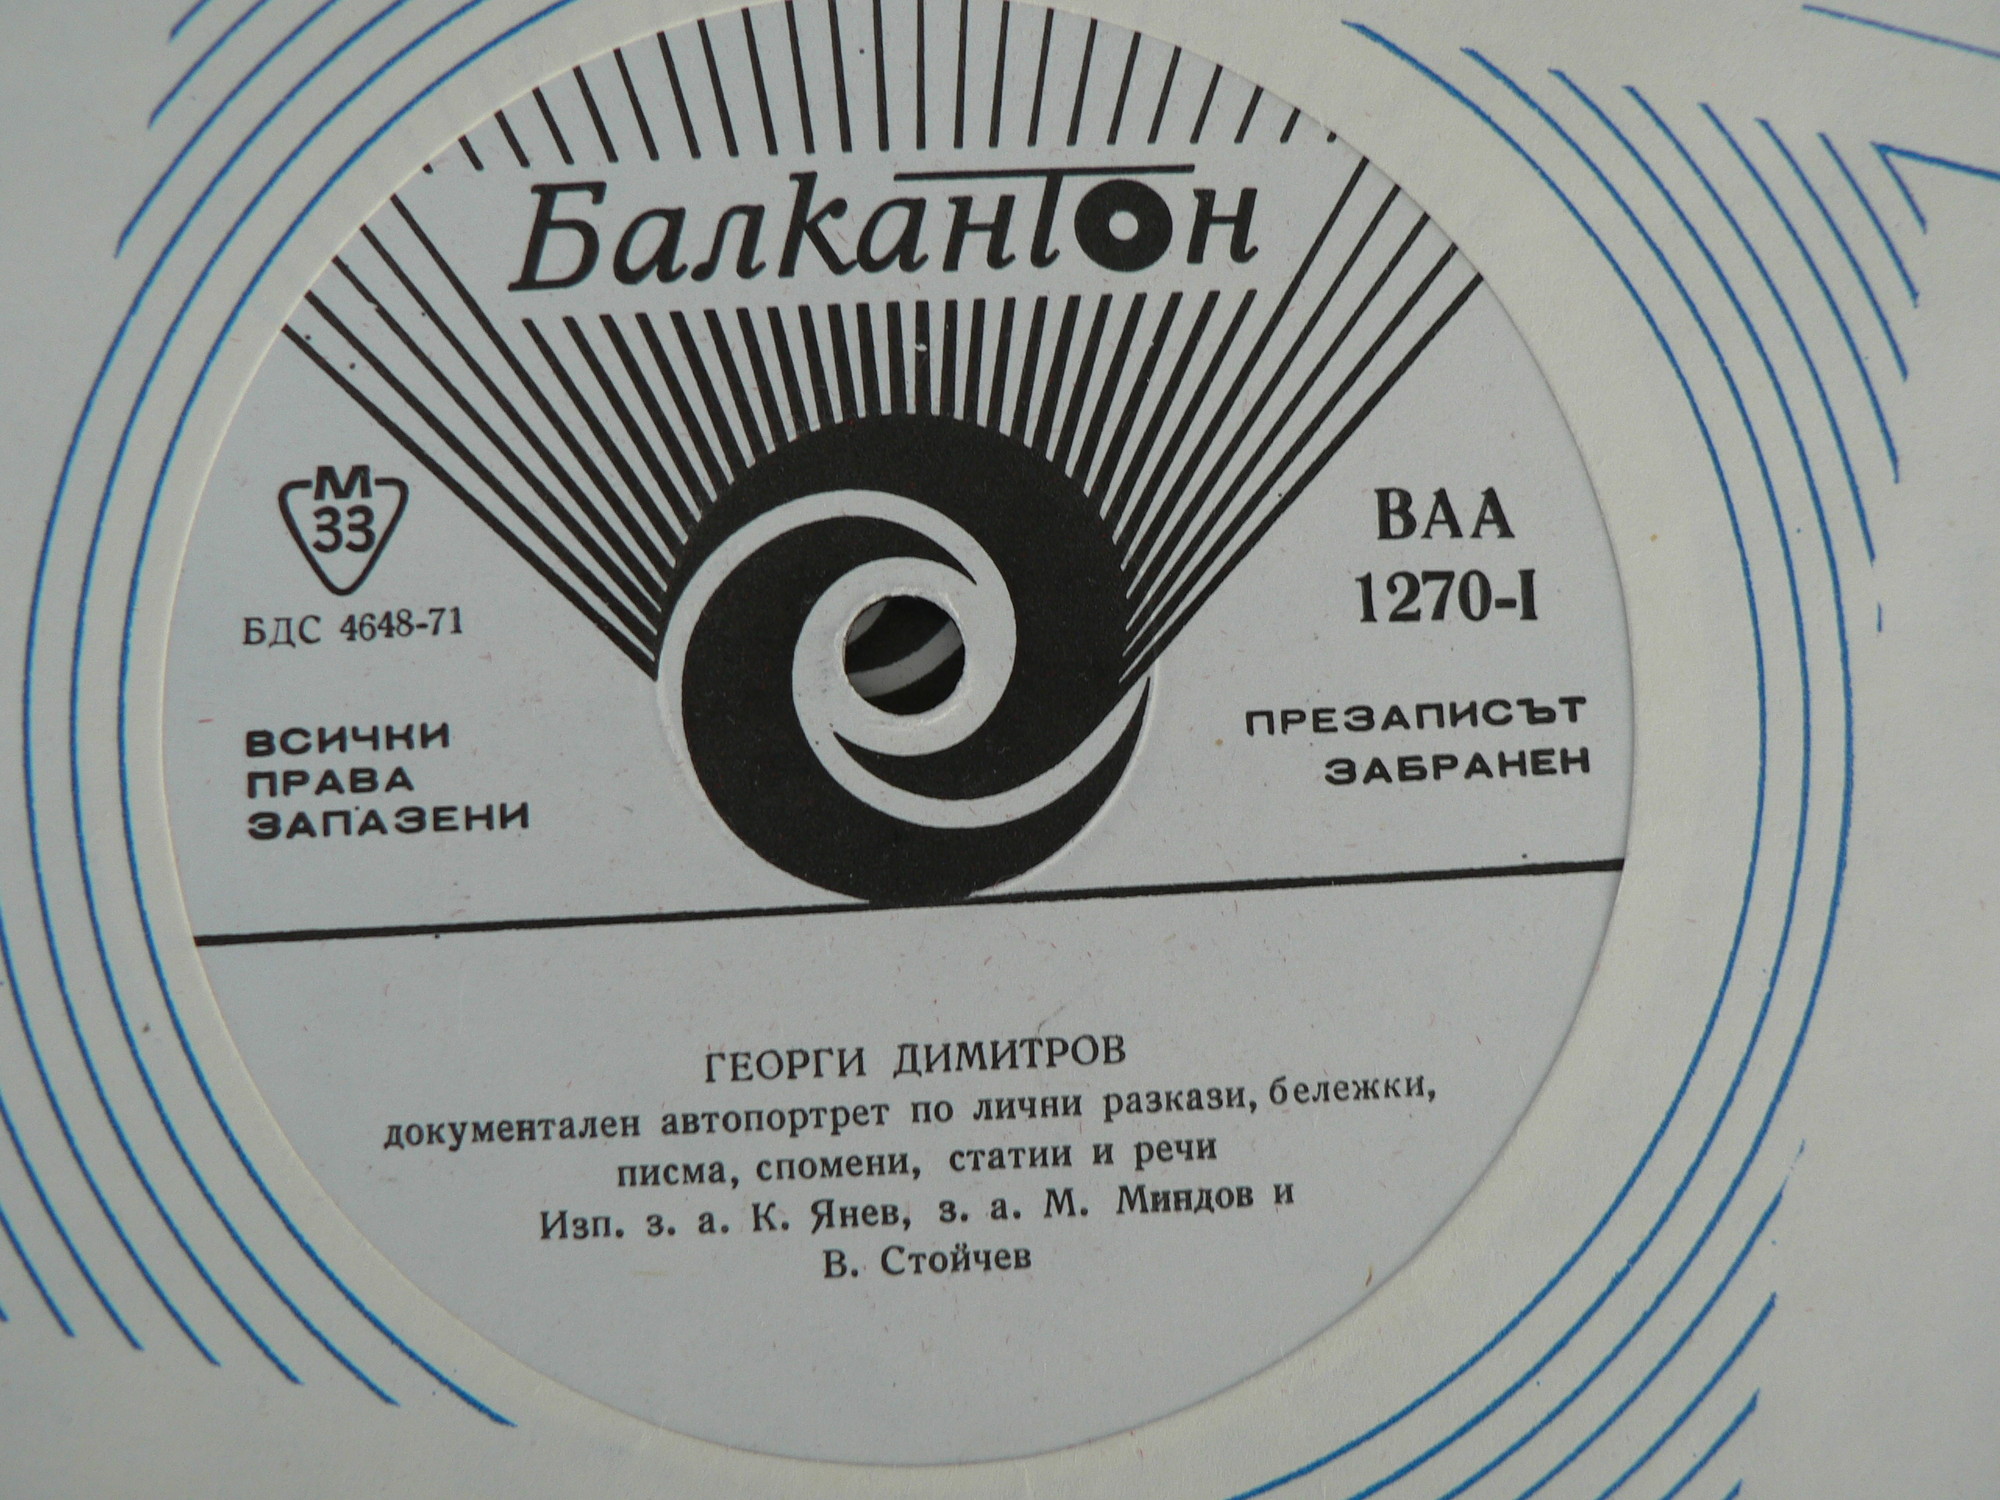 Балкантон
М
33
БДС 4648-71
ВАА
1270-I
ВСИЧКИ
ПРАВА
ЗАПАЗЕНИ
ПРЕЗАПИСЪТ
ЗАБРАНЕН
ГЕОРГИ ДИМИТРОВ
документален автопортрет по лични разкази, бележки,
писма, спомени, статии и речи
Изп. з. а. К. Янев, з. а. М. Миндов и
В. Стойчев